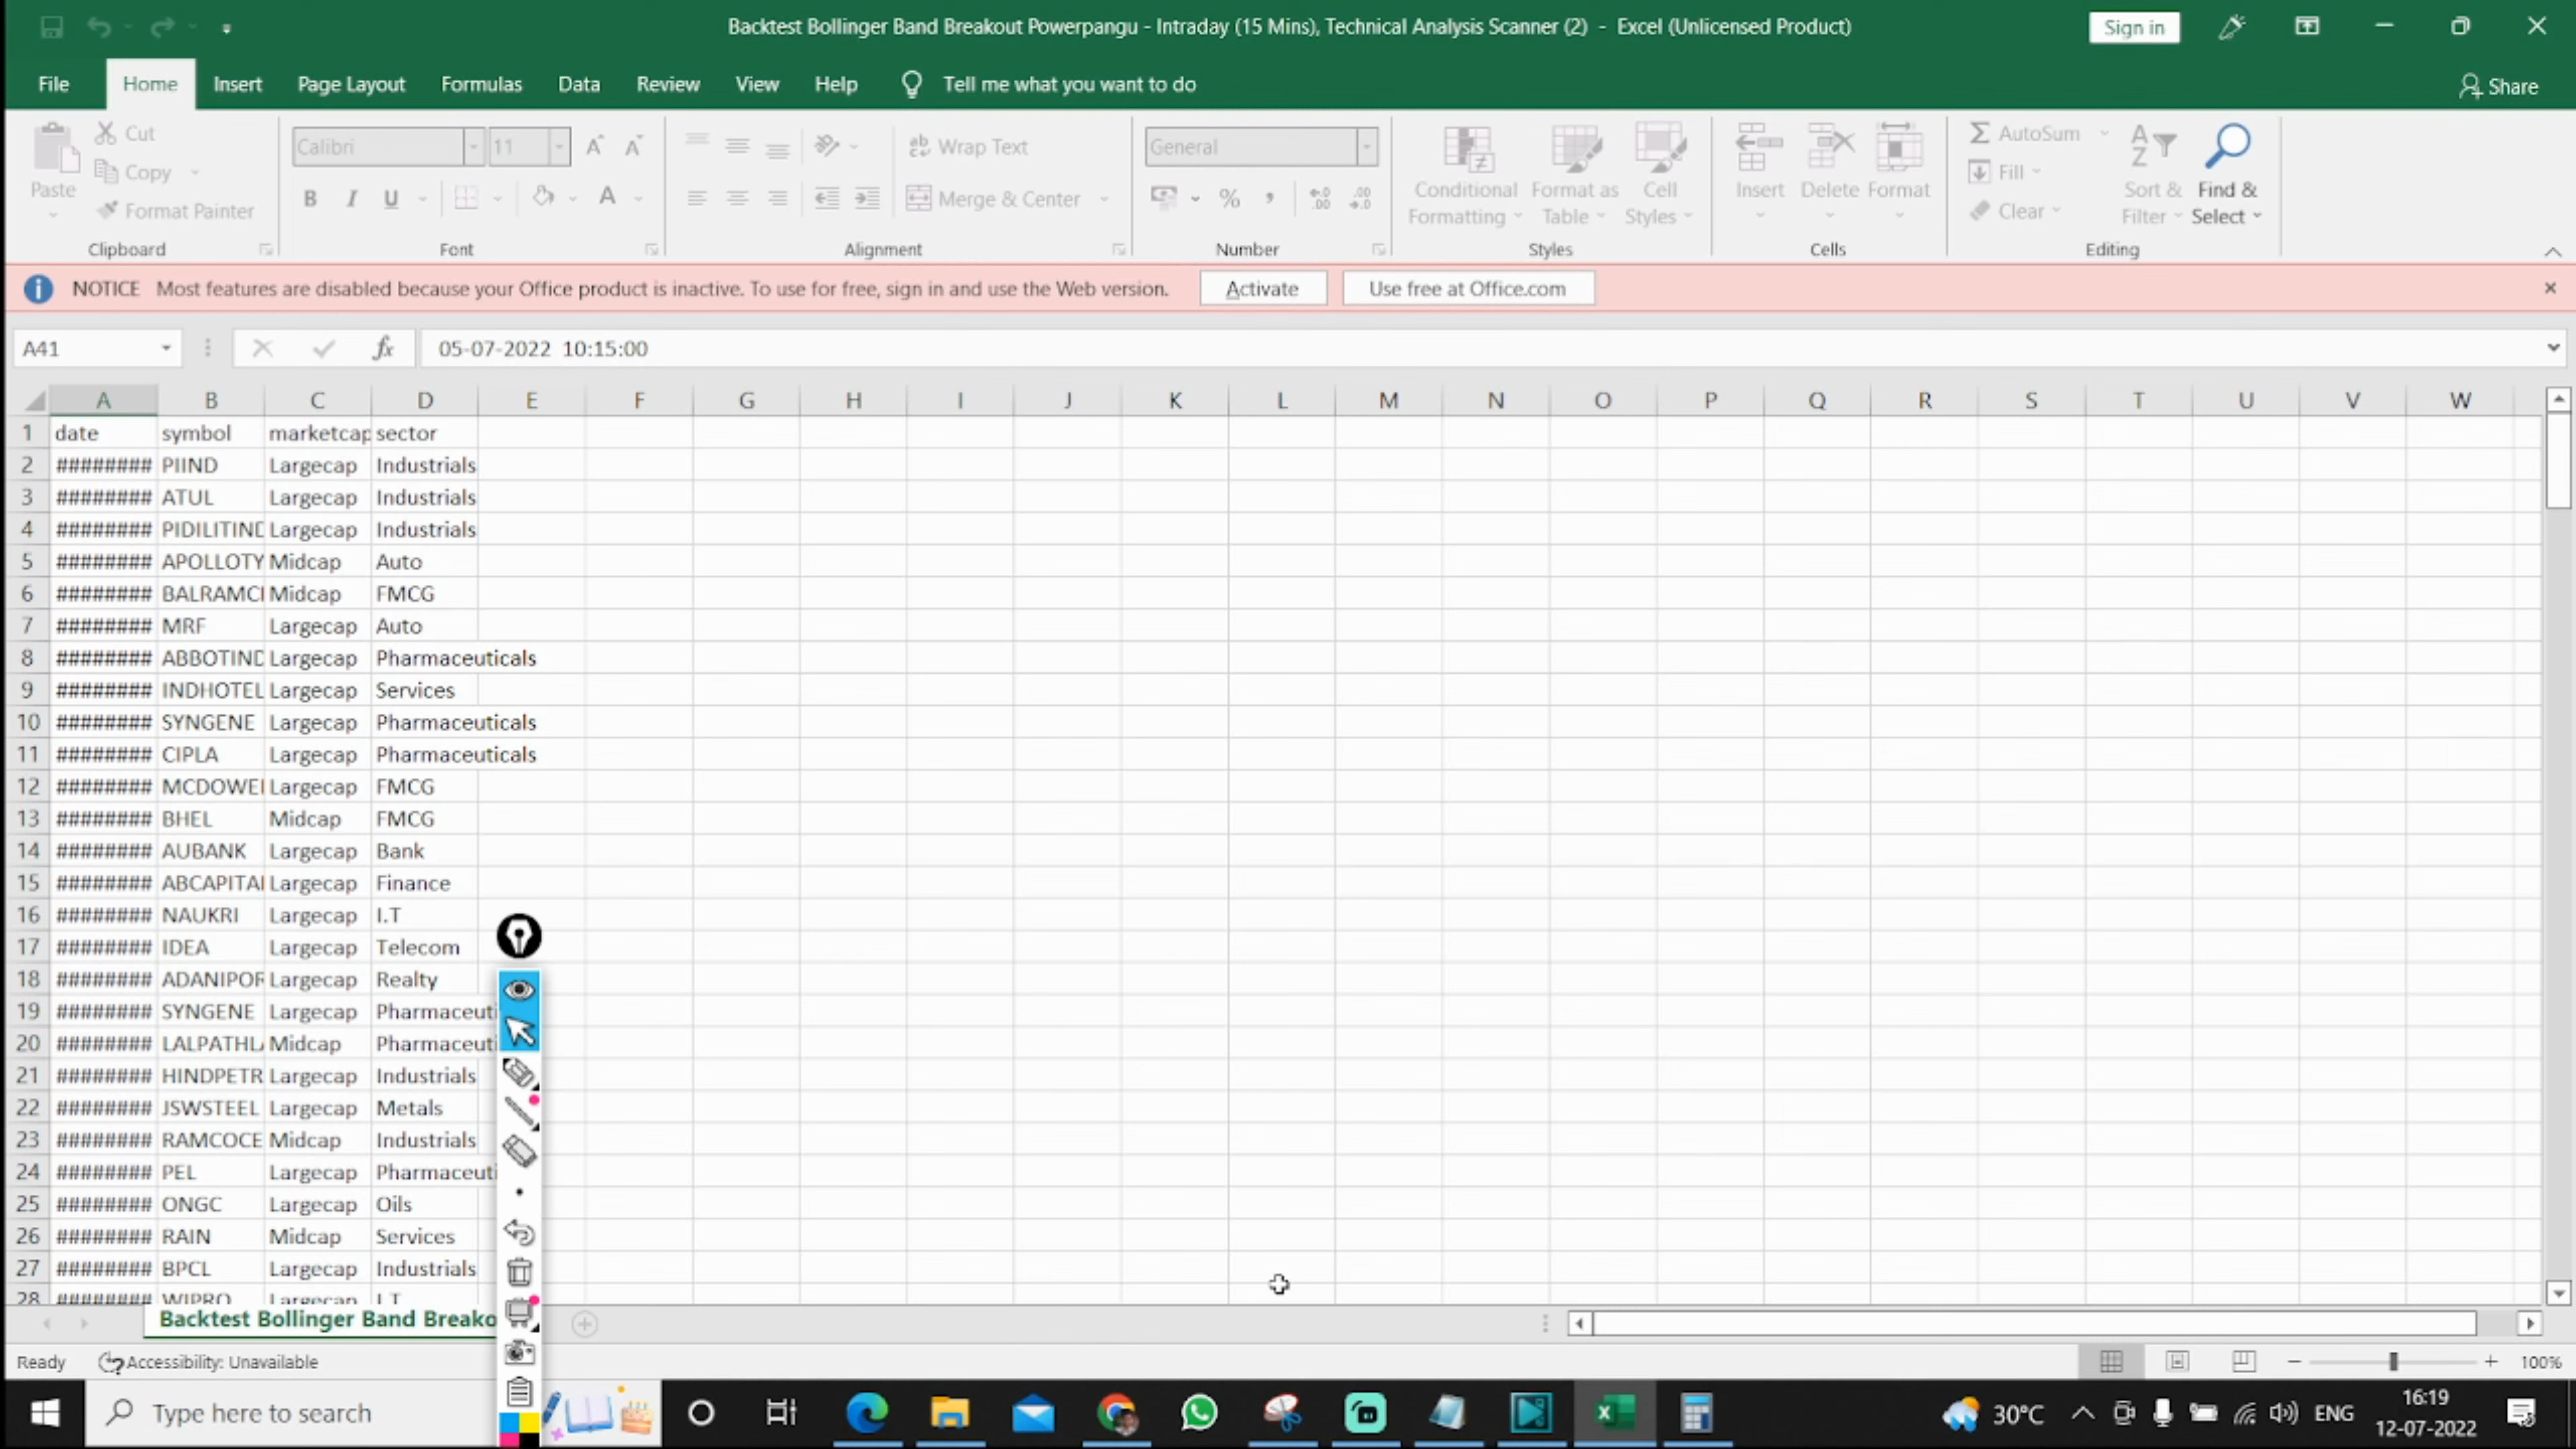 Backtest Bollinger Band Breakout Powerpangu - Intraday (15 Mins), Technical Analysis Scanner (2) - Excel (Unlicensed Product)
Sign in
File Home Insert Page Layout Formulas Data Review View Help Tell me what you want to do Share
Cut
Calibri 11 Wrap Text General AutoSum
Copy
Paste Conditional Format as Cell Insert Delete Format Fill Sort & Find &
B I U Merge & Center % , Formatting Table Styles Filter Select
Format Painter Clear
Clipboard Font Alignment Number Styles Cells Editing
NOTICE Most features are disabled because your Office product is inactive. To use for free, sign in and use the Web version. Activate Use free at Office.com
A41 fx 05-07-2022 10:15:00
A B C D E F G H I J K L M N O P Q R S T U V W
1 date symbol marketcap sector
2 ######## PIIND Largecap Industrials
3 ######## ATUL Largecap Industrials
4 ######## PIDILITIND Largecap Industrials
5 ######## APOLLOTY Midcap Auto
6 ######## BALRAMCI Midcap FMCG
7 ######## MRF Largecap Auto
8 ######## ABBOTIND Largecap Pharmaceuticals
9 ######## INDHOTEL Largecap Services
10 ######## SYNGENE Largecap Pharmaceuticals
11 ######## CIPLA Largecap Pharmaceuticals
12 ######## MCDOWEI Largecap FMCG
13 ######## BHEL Midcap FMCG
14 ######## AUBANK Largecap Bank
15 ######## ABCAPITAI Largecap Finance
16 ######## NAUKRI Largecap I.T
17 ######## IDEA Largecap Telecom
18 ######## ADANIPOR Largecap Realty
19 ######## SYNGENE Largecap Pharmaceuti
20 ######## LALPATHL Midcap Pharmaceuti
21 ######## HINDPETR Largecap Industrials
22 ######## JSWSTEEL Largecap Metals
23 ######## RAMCOCE Midcap Industrials
24 ######## PEL Largecap Pharmaceuti
25 ######## ONGC Largecap Oils
26 ######## RAIN Midcap Services
27 ######## BPCL Largecap Industrials
28 ######## WIPRO Largecap I.T
Backtest Bollinger Band Breako
Ready Accessibility: Unavailable 100%
Type here to search 30°C ENG 16:19
12-07-2022